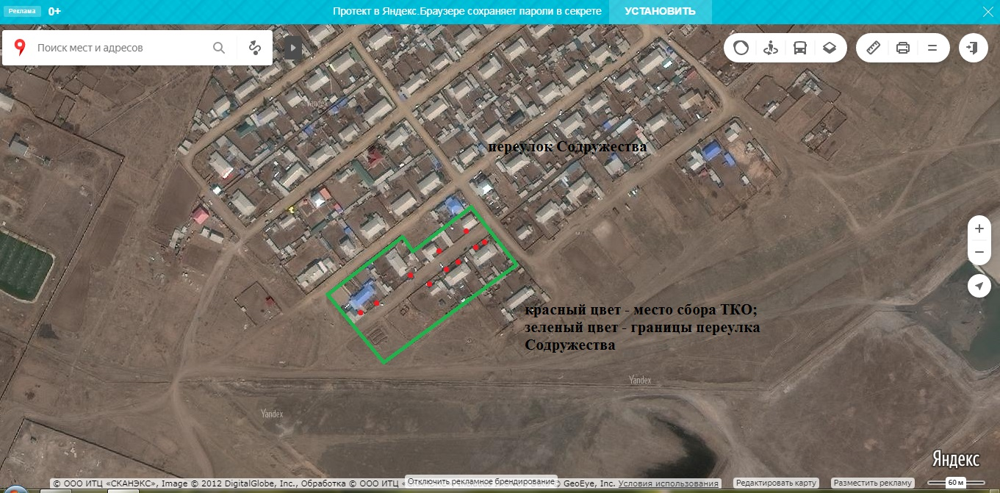 Реклама
0+
Протект в Яндекс.Браузере сохраняет пароли в секрете
УСТАНОВИТЬ
Поиск мест и адресов
Yandex
переулок Содружества
красный цвет - место сбора ТКО;
зеленый цвет - границы переулка
Содружества
Yandex
Yandex
Яндекс
© ООО ИТЦ «СКАНЭКС», Image © 2012 DigitalGlobe, Inc., Обработка © ООО ИТЦ «
Отключить рекламное брендирование
GeoEye, Inc. Условия использования
Редактировать карту
Разместить рекламу
60 м